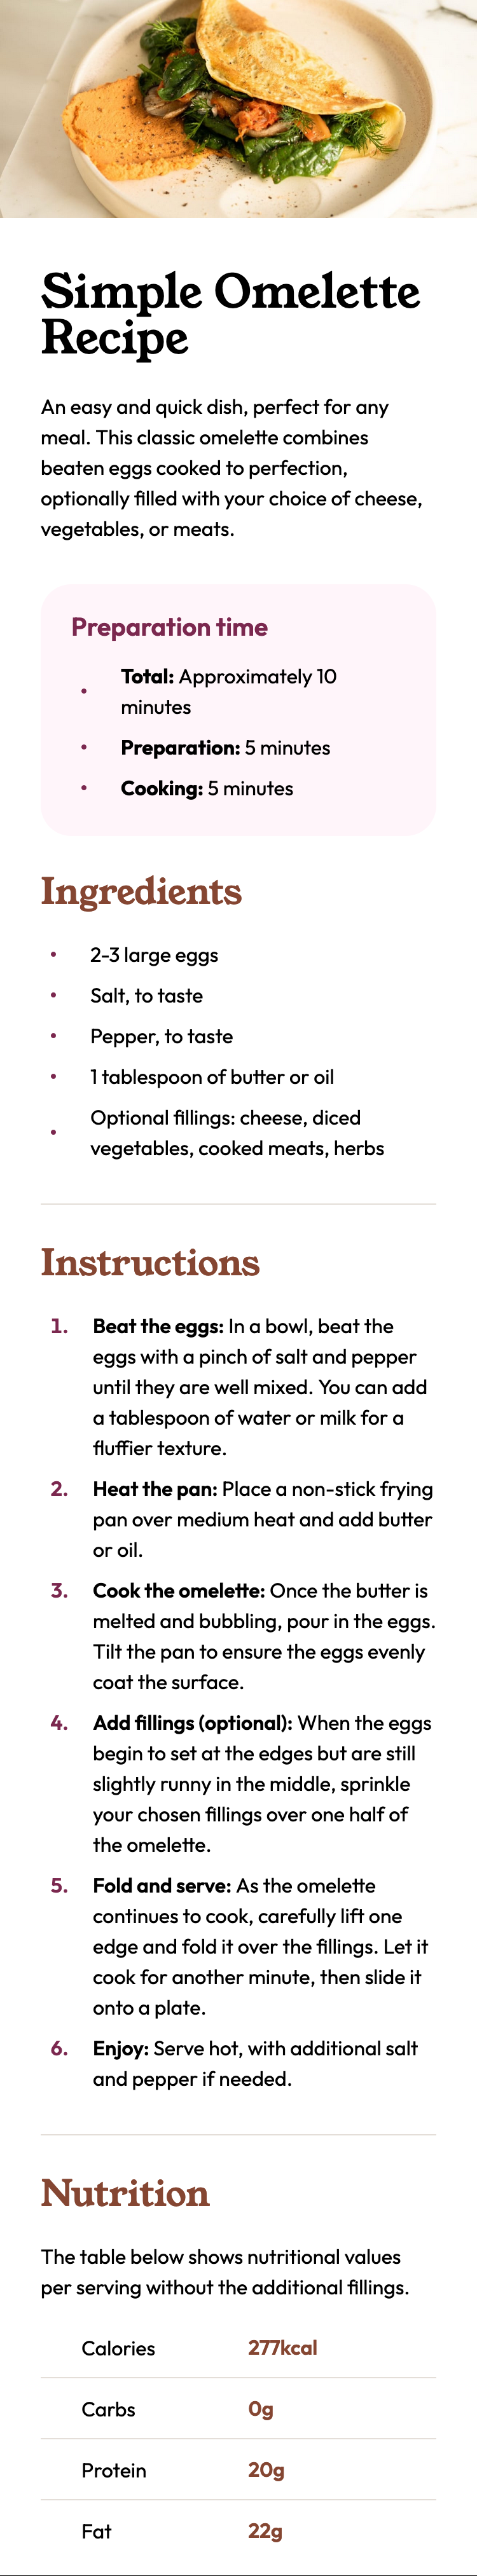 Simple Omelette
Recipe
An easy and quick dish, perfect for any
meal. This classic omelette combines
beaten eggs cooked to perfection,
optionally filled with your choice of cheese,
vegetables, or meats.
Preparation time
• Total: Approximately 10
minutes
• Preparation: 5 minutes
• Cooking: 5 minutes
Ingredients
• 2-3 large eggs
• Salt, to taste
• Pepper, to taste
• 1 tablespoon of butter or oil
• Optional fillings: cheese, diced
vegetables, cooked meats, herbs
Instructions
1. Beat the eggs: In a bowl, beat the
eggs with a pinch of salt and pepper
until they are well mixed. You can add
a tablespoon of water or milk for a
fluffier texture.
2. Heat the pan: Place a non-stick frying
pan over medium heat and add butter
or oil.
3. Cook the omelette: Once the butter is
melted and bubbling, pour in the eggs.
Tilt the pan to ensure the eggs evenly
coat the surface.
4. Add fillings (optional): When the eggs
begin to set at the edges but are still
slightly runny in the middle, sprinkle
your chosen fillings over one half of
the omelette.
5. Fold and serve: As the omelette
continues to cook, carefully lift one
edge and fold it over the fillings. Let it
cook for another minute, then slide it
onto a plate.
6. Enjoy: Serve hot, with additional salt
and pepper if needed.
Nutrition
The table below shows nutritional values
per serving without the additional fillings.
Calories 277kcal
Carbs 0g
Protein 20g
Fat 22g